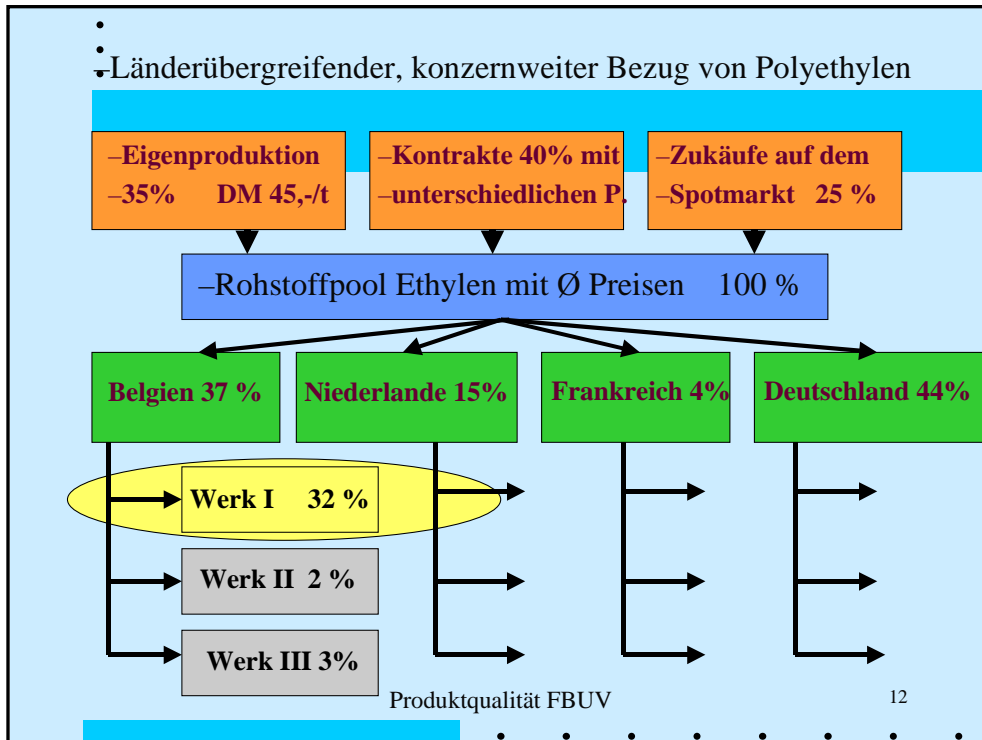 –Länderübergreifender, konzernweiter Bezug von Polyethylen
–Eigenproduktion
–35% DM 45,-/t
–Kontrakte 40% mit
–unterschiedlichen P.
–Zukäufe auf dem
–Spotmarkt 25 %
–Rohstoffpool Ethylen mit Ø Preisen 100 %
Belgien 37 %
Niederlande 15%
Frankreich 4%
Deutschland 44%
Werk I 32 %
Werk II 2 %
Werk III 3%
Produktqualität FBUV
12